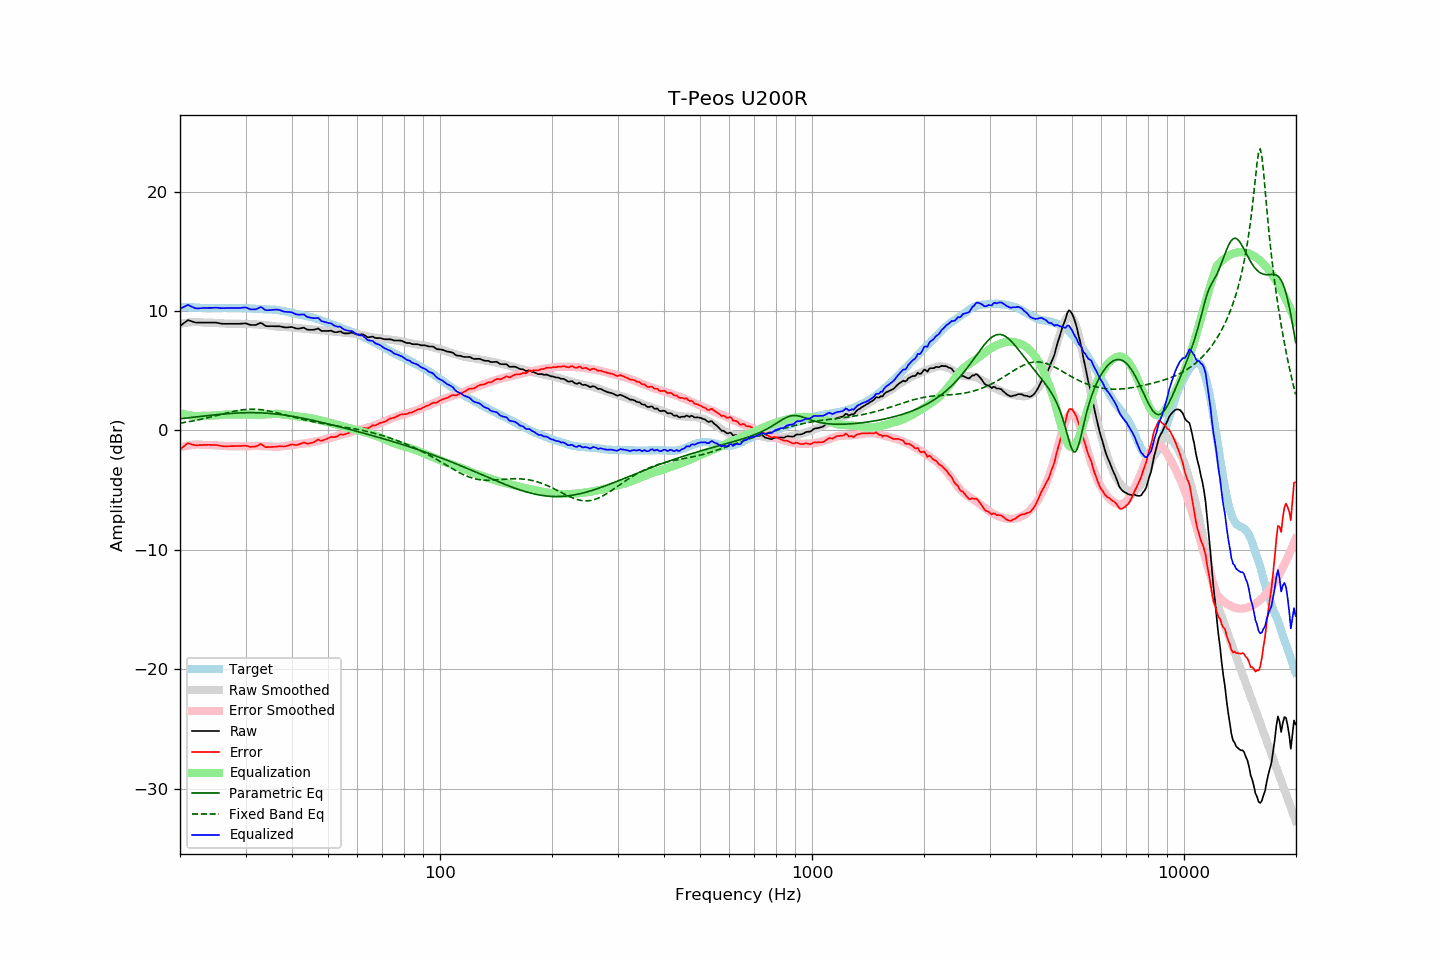 T-Peos U200R
Amplitude (dBr)
20
10
0
−10
−20
−30
100
1000
10000
Frequency (Hz)
Target
Raw Smoothed
Error Smoothed
Raw
Error
Equalization
Parametric Eq
Fixed Band Eq
Equalized